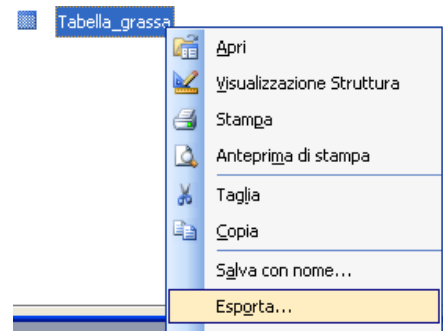 Tabella_grassa
Apri
Visualizzazione Struttura
Stampa
Anteprima di stampa
Taglia
Copia
Salva con nome...
Esporta...